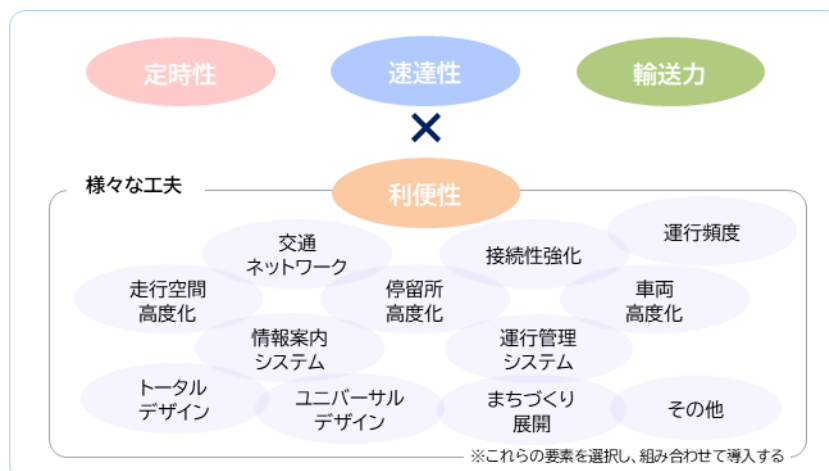 定時性
速達性
輸送力
×
利便性
様々な工夫
交通
ネットワーク
接続性強化
運行頻度
走行空間
高度化
停留所
高度化
車両
高度化
情報案内
システム
運行管理
システム
トータル
デザイン
ユニバーサル
デザイン
まちづくり
展開
その他
※これらの要素を選択し、組み合わせて導入する